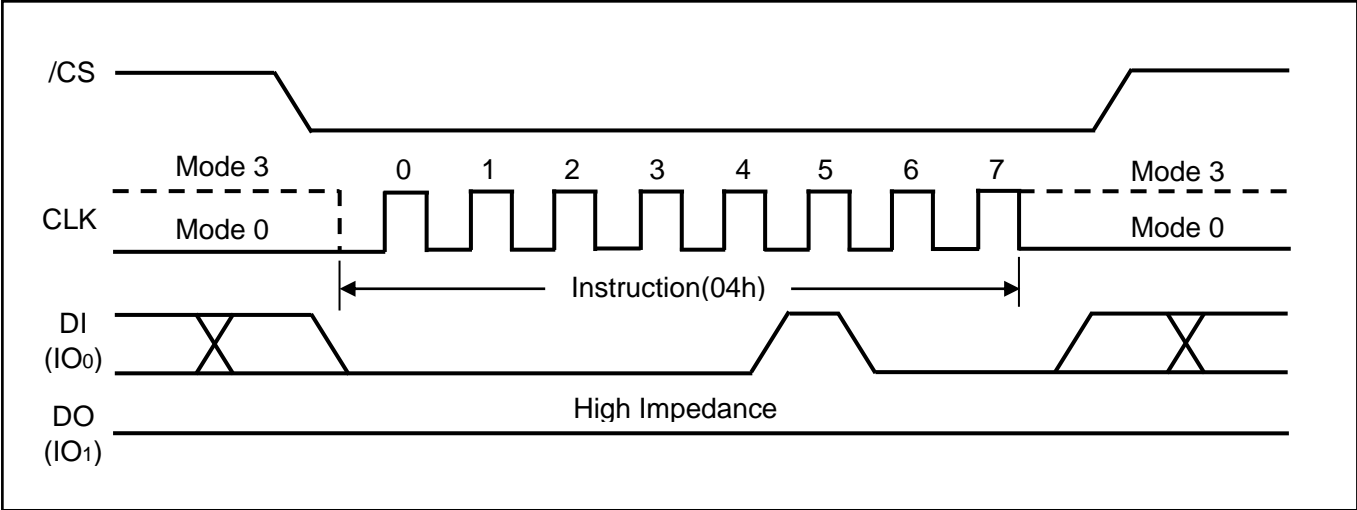 /CS
Mode 3
0 1 2 3 4 5 6 7
Mode 3
CLK
Mode 0
Mode 0
Instruction(04h)
DI
(IO0)
High Impedance
DO
(IO1)